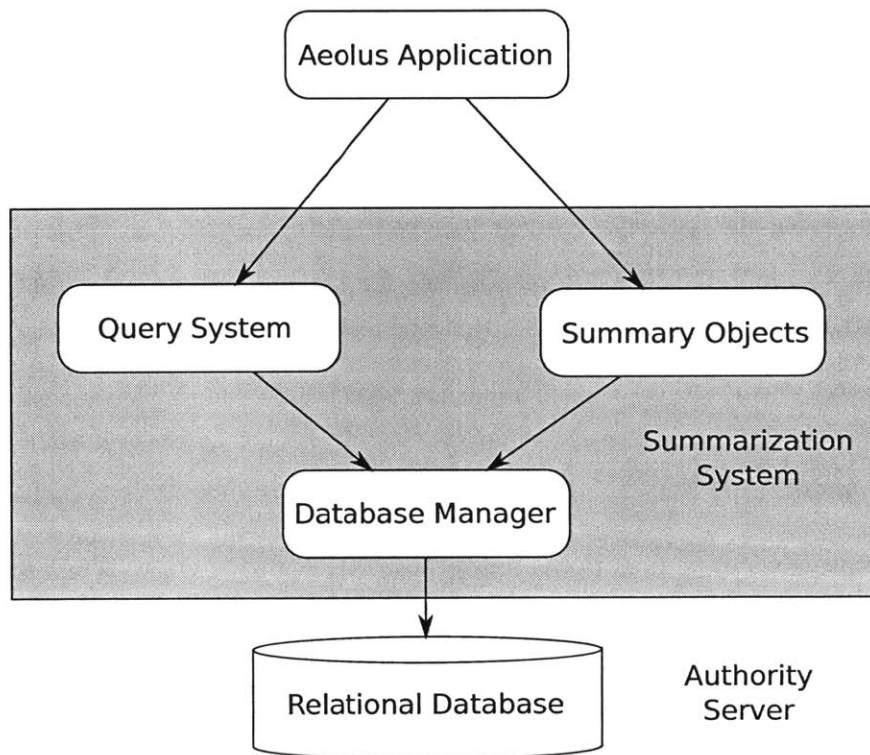 Aeolus Application
Query System
Summary Objects
Summarization
System
Database Manager
Relational Database
Authority
Server